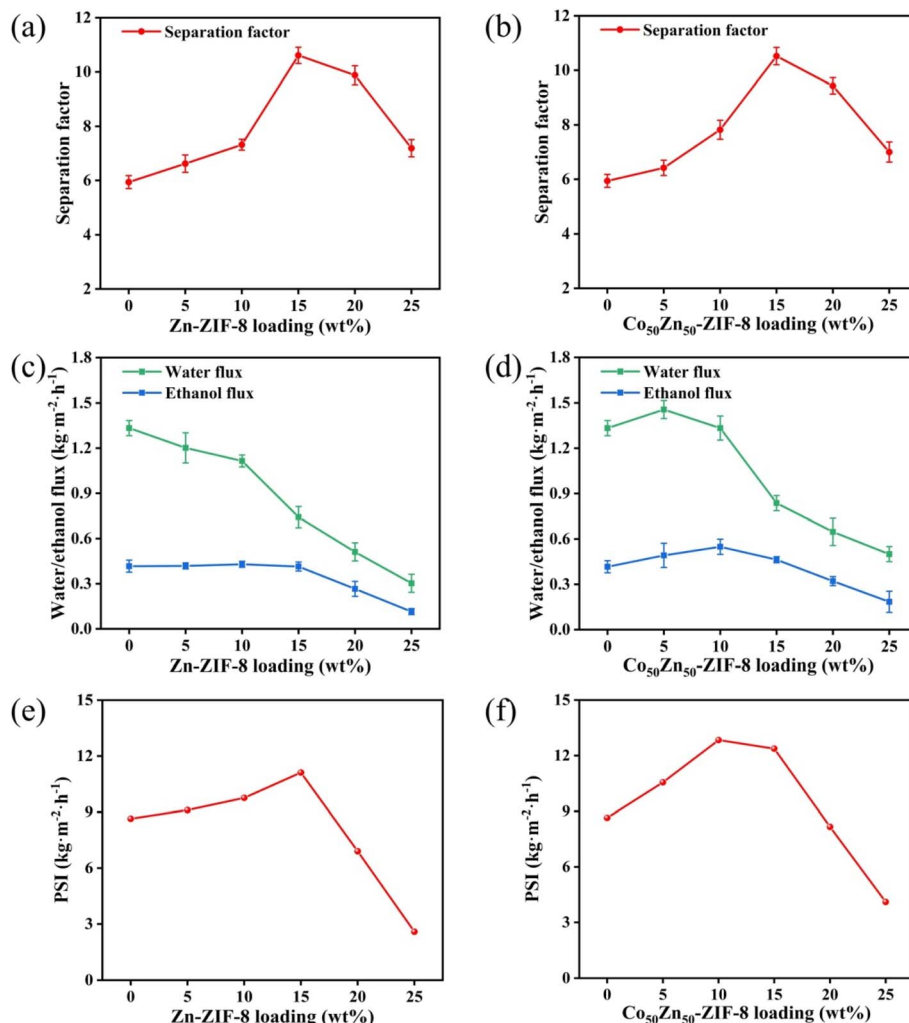 (a)
Separation factor
Separation factor
12
10
8
6
4
2
0 5 10 15 20 25
Zn-ZIF-8 loading (wt%)
(b)
Separation factor
Separation factor
12
10
8
6
4
2
0 5 10 15 20 25
Co₅₀Zn₅₀-ZIF-8 loading (wt%)
(c)
Water flux
Ethanol flux
Water/ethanol flux (kg·m⁻²·h⁻¹)
1.8
1.5
1.2
0.9
0.6
0.3
0.0
0 5 10 15 20 25
Zn-ZIF-8 loading (wt%)
(d)
Water flux
Ethanol flux
Water/ethanol flux (kg·m⁻²·h⁻¹)
1.8
1.5
1.2
0.9
0.6
0.3
0.0
0 5 10 15 20 25
Co₅₀Zn₅₀-ZIF-8 loading (wt%)
(e)
PSI (kg·m⁻²·h⁻¹)
15
12
9
6
3
0
0 5 10 15 20 25
Zn-ZIF-8 loading (wt%)
(f)
PSI (kg·m⁻²·h⁻¹)
15
12
9
6
3
0
0 5 10 15 20 25
Co₅₀Zn₅₀-ZIF-8 loading (wt%)